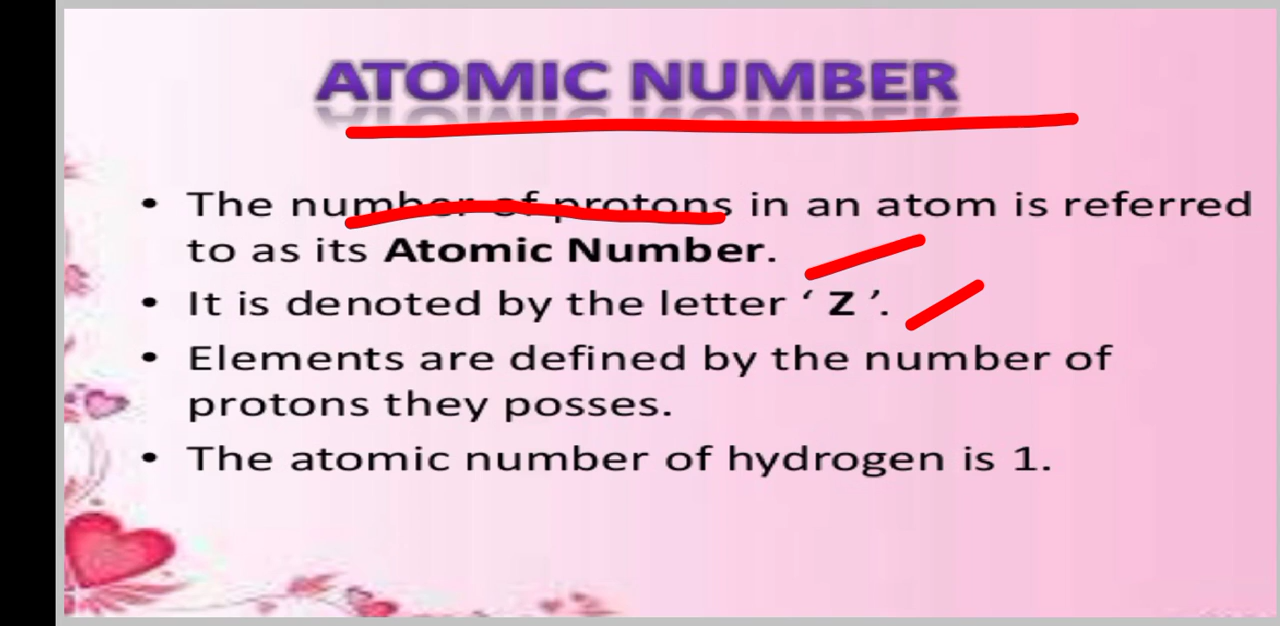 ATOMIC NUMBER
• The number of protons in an atom is referred
to as its Atomic Number.
• It is denoted by the letter ‘ Z ’.
• Elements are defined by the number of
protons they posses.
• The atomic number of hydrogen is 1.